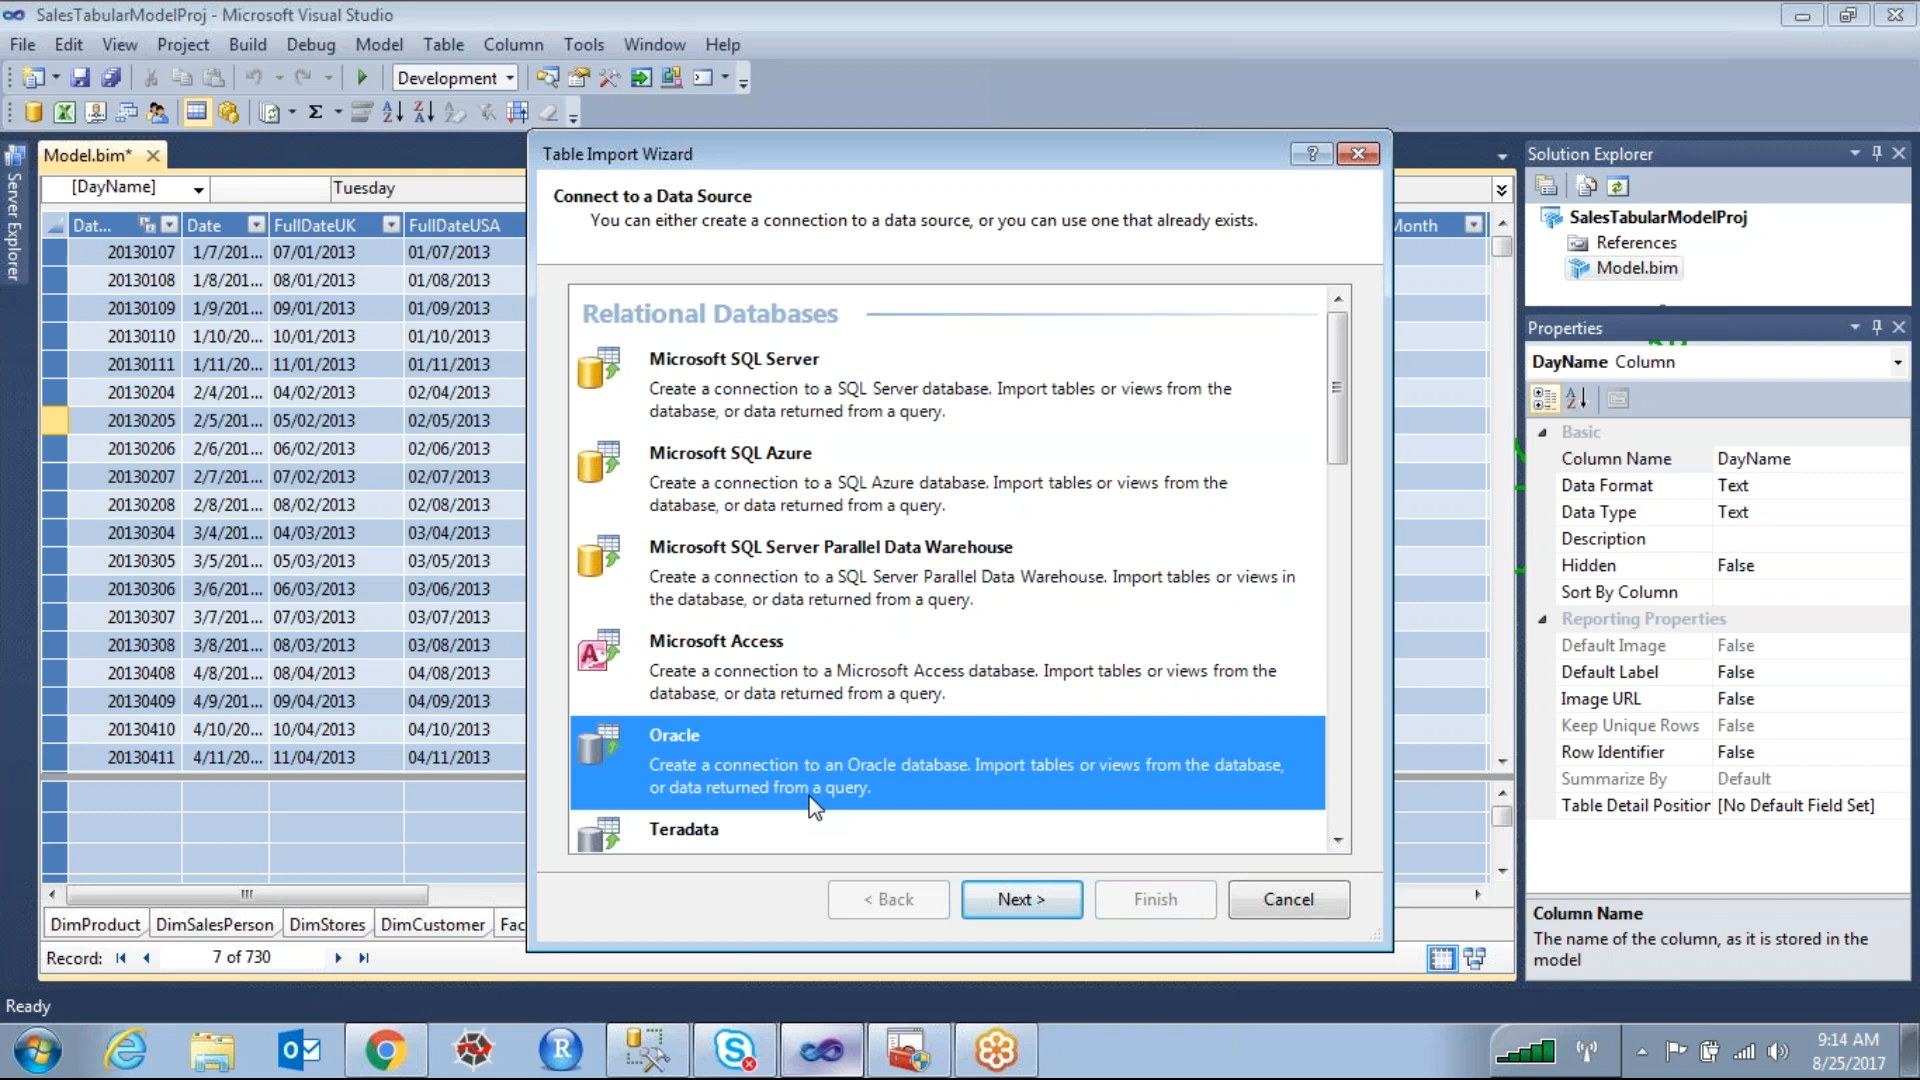 SalesTabularModelProj - Microsoft Visual Studio
File Edit View Project Build Debug Model Table Column Tools Window Help
Development
Server Explorer
Model.bim*
[DayName] Tuesday
Dat... Date FullDateUK FullDateUSA
20130107 1/7/201... 07/01/2013 01/07/2013
20130108 1/8/201... 08/01/2013 01/08/2013
20130109 1/9/201... 09/01/2013 01/09/2013
20130110 1/10/20... 10/01/2013 01/10/2013
20130111 1/11/20... 11/01/2013 01/11/2013
20130204 2/4/201... 04/02/2013 02/04/2013
20130205 2/5/201... 05/02/2013 02/05/2013
20130206 2/6/201... 06/02/2013 02/06/2013
20130207 2/7/201... 07/02/2013 02/07/2013
20130208 2/8/201... 08/02/2013 02/08/2013
20130304 3/4/201... 04/03/2013 03/04/2013
20130305 3/5/201... 05/03/2013 03/05/2013
20130306 3/6/201... 06/03/2013 03/06/2013
20130307 3/7/201... 07/03/2013 03/07/2013
20130308 3/8/201... 08/03/2013 03/08/2013
20130408 4/8/201... 08/04/2013 04/08/2013
20130409 4/9/201... 09/04/2013 04/09/2013
20130410 4/10/20... 10/04/2013 04/10/2013
20130411 4/11/20... 11/04/2013 04/11/2013
DimProduct DimSalesPerson DimStores DimCustomer Fac
Record: 7 of 730
Table Import Wizard
Connect to a Data Source
You can either create a connection to a data source, or you can use one that already exists.
Relational Databases
Microsoft SQL Server
Create a connection to a SQL Server database. Import tables or views from the
database, or data returned from a query.
Microsoft SQL Azure
Create a connection to a SQL Azure database. Import tables or views from the
database, or data returned from a query.
Microsoft SQL Server Parallel Data Warehouse
Create a connection to a SQL Server Parallel Data Warehouse. Import tables or views in
the database, or data returned from a query.
Microsoft Access
Create a connection to a Microsoft Access database. Import tables or views from the
database, or data returned from a query.
Oracle
Create a connection to an Oracle database. Import tables or views from the database,
or data returned from a query.
Teradata
< Back Next > Finish Cancel
Month
Solution Explorer
SalesTabularModelProj
References
Model.bim
Properties
DayName Column
Basic
Column Name DayName
Data Format Text
Data Type Text
Description
Hidden False
Sort By Column
Reporting Properties
Default Image False
Default Label False
Image URL False
Keep Unique Rows False
Row Identifier False
Summarize By Default
Table Detail Position [No Default Field Set]
Column Name
The name of the column, as it is stored in the
model
Ready
9:14 AM
8/25/2017